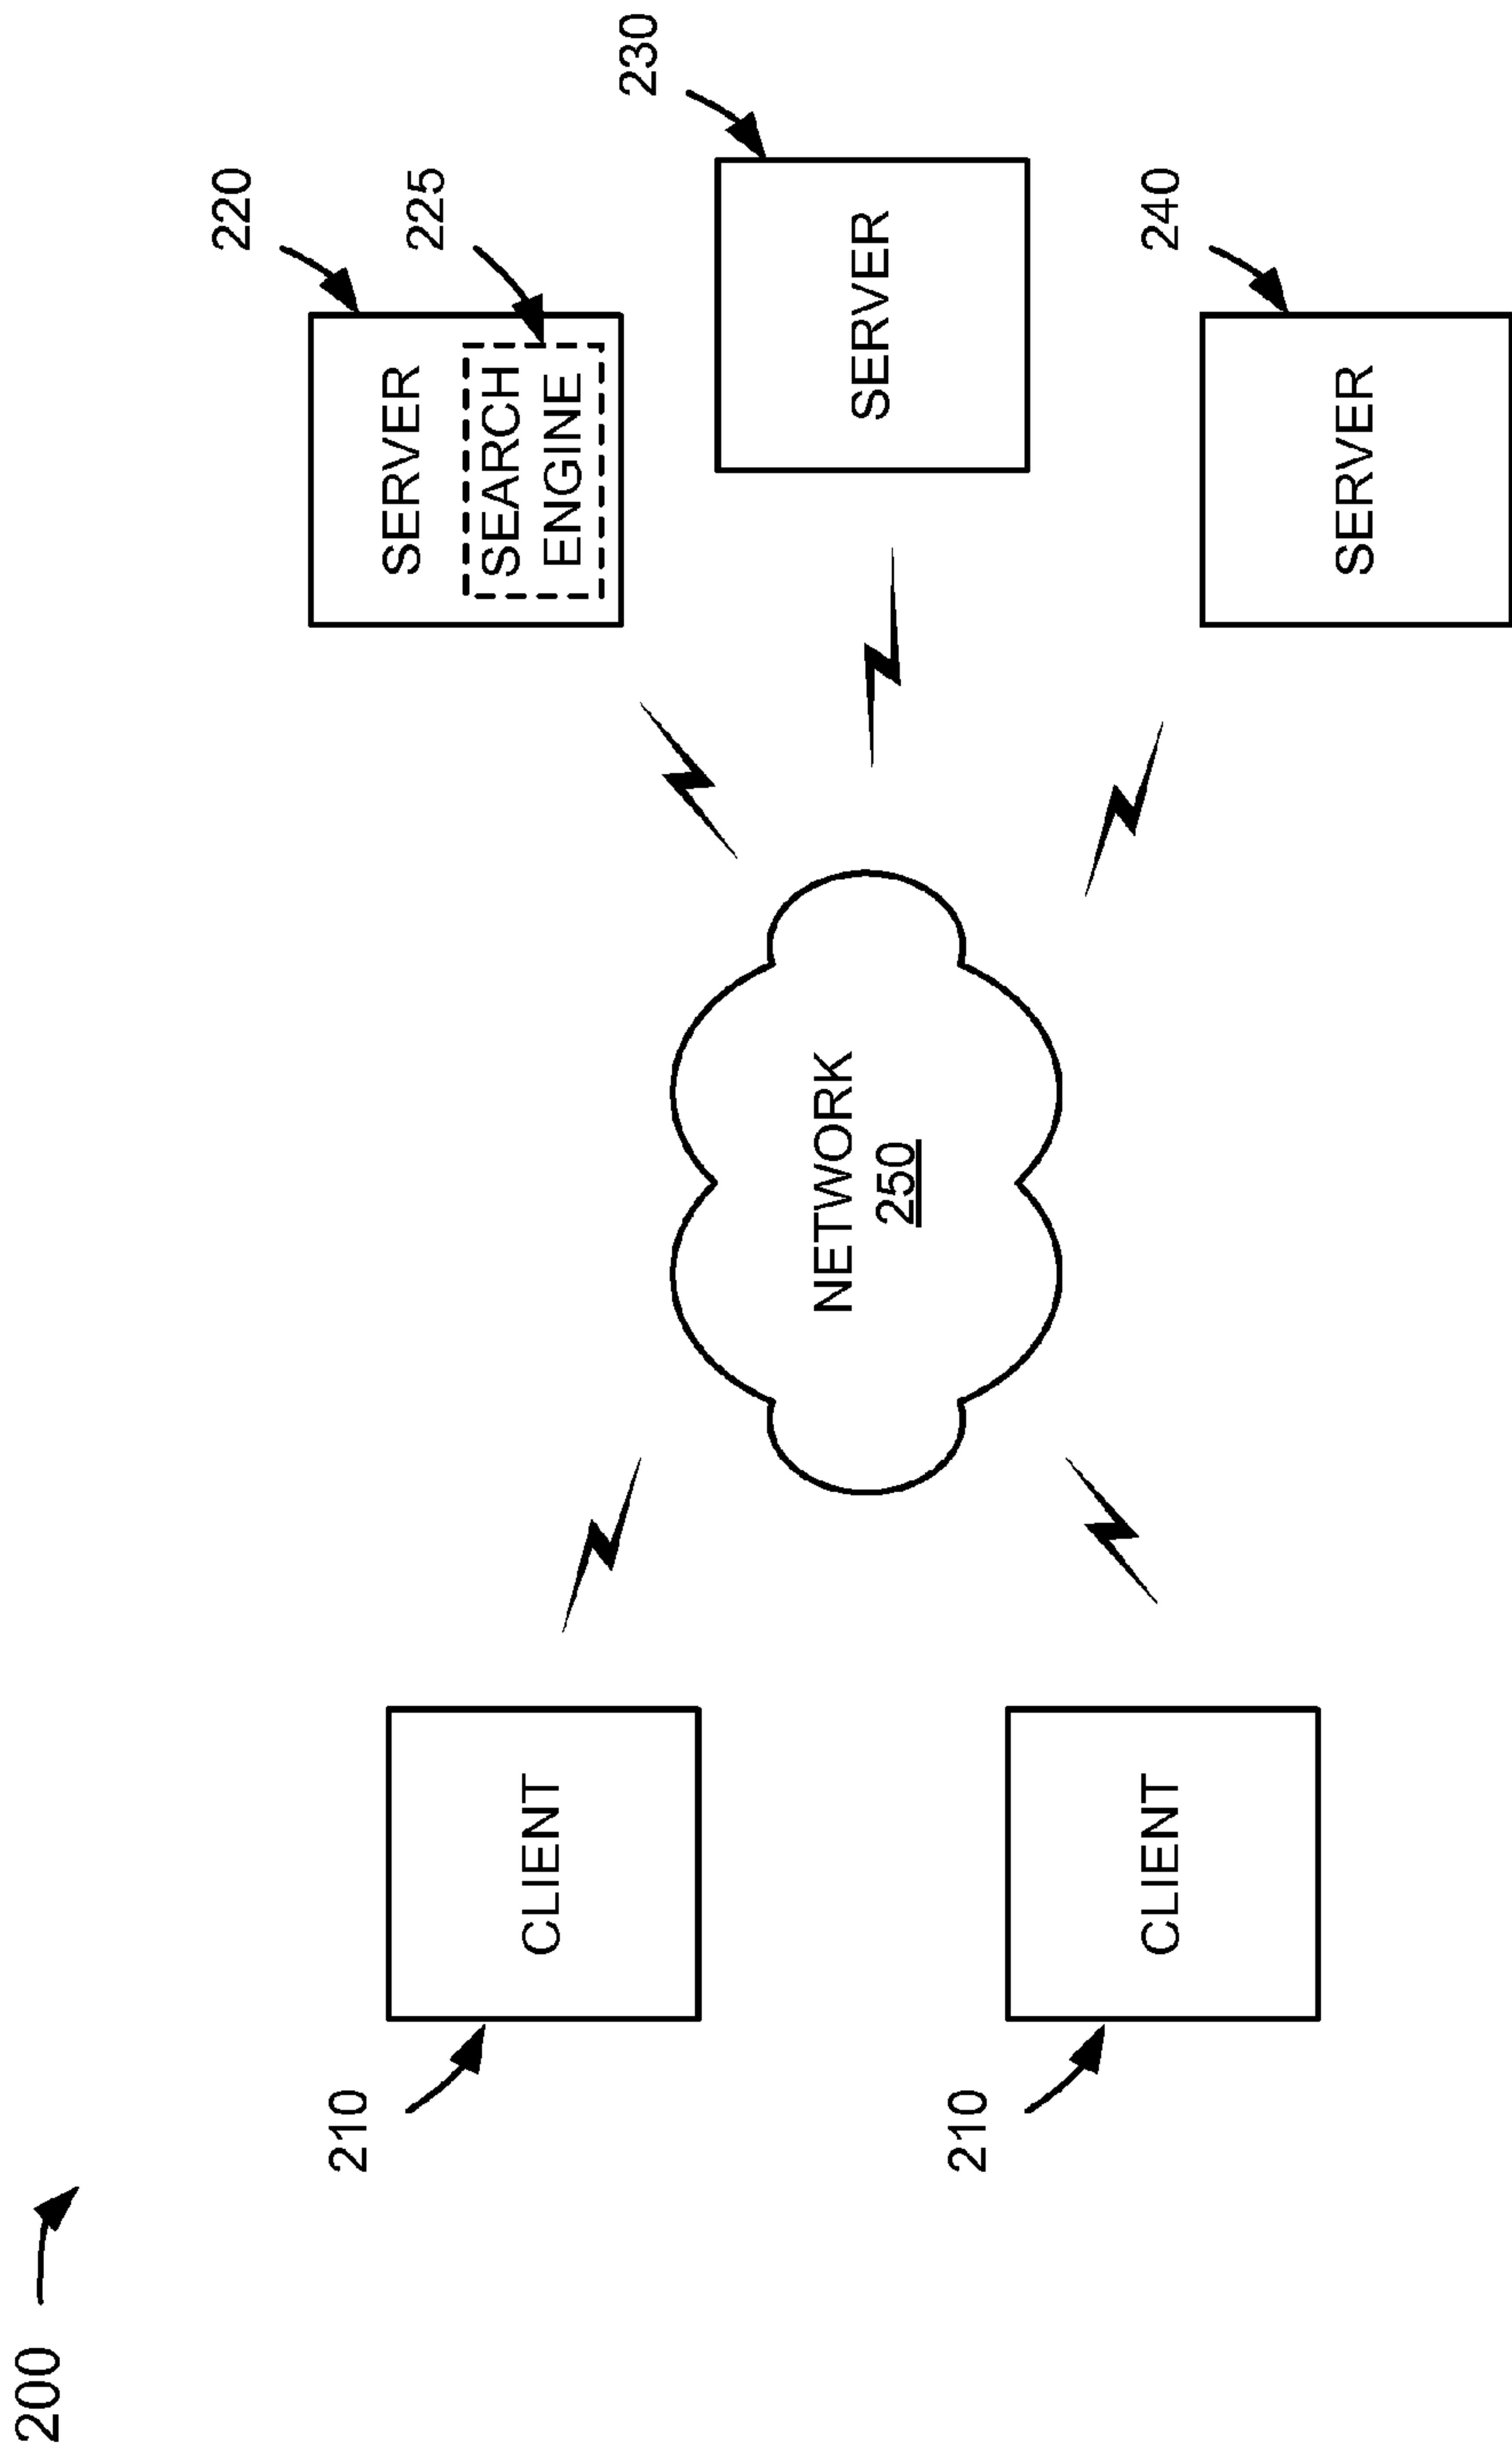 200
210
CLIENT
210
CLIENT
NETWORK
250
220
SERVER
225
SEARCH
ENGINE
230
SERVER
240
SERVER